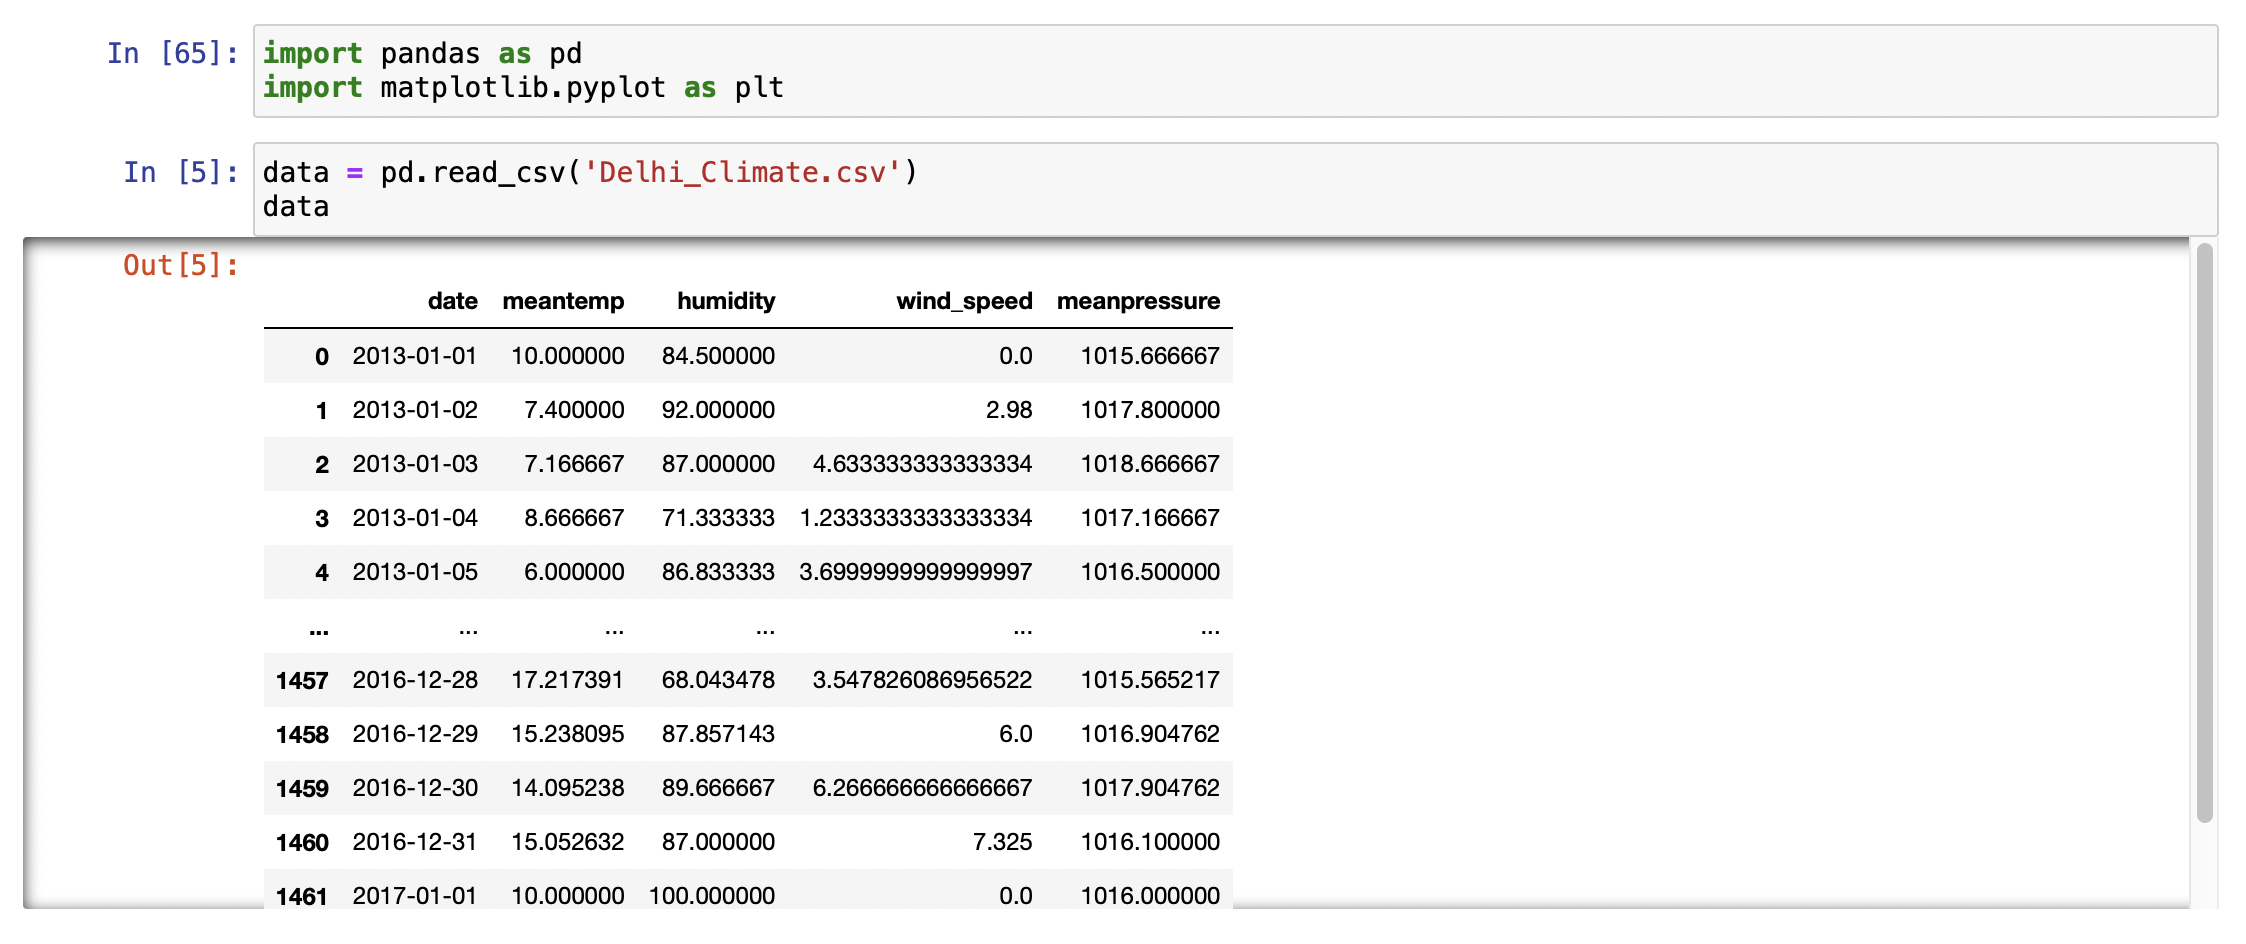 In [65]: import pandas as pd
import matplotlib.pyplot as plt
In [5]: data = pd.read_csv('Delhi_Climate.csv')
data
Out[5]:
date meantemp humidity wind_speed meanpressure
0 2013-01-01 10.000000 84.500000 0.0 1015.666667
1 2013-01-02 7.400000 92.000000 2.98 1017.800000
2 2013-01-03 7.166667 87.000000 4.633333333333334 1018.666667
3 2013-01-04 8.666667 71.333333 1.2333333333333334 1017.166667
4 2013-01-05 6.000000 86.833333 3.6999999999999997 1016.500000
... ... ... ... ... ...
1457 2016-12-28 17.217391 68.043478 3.547826086956522 1015.565217
1458 2016-12-29 15.238095 87.857143 6.0 1016.904762
1459 2016-12-30 14.095238 89.666667 6.266666666666667 1017.904762
1460 2016-12-31 15.052632 87.000000 7.325 1016.100000
1461 2017-01-01 10.000000 100.000000 0.0 1016.000000